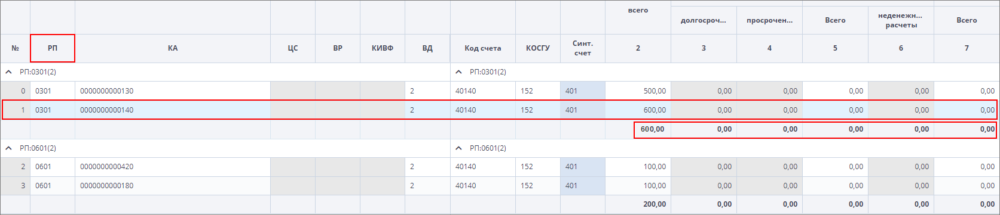 всего
долгосроч... просрочен... Всего неденежн... расчеты Всего
№ РП КА ЦС ВР КИВФ ВД Код счета КОСГУ Синт. счет 2 3 4 5 6 7
РП:0301(2) РП:0301(2)
0 0301 0000000000130 2 40140 152 401 500,00 0,00 0,00 0,00 0,00 0,00
1 0301 0000000000140 2 40140 152 401 600,00 0,00 0,00 0,00 0,00 0,00
600,00 0,00 0,00 0,00 0,00 0,00
РП:0601(2) РП:0601(2)
2 0601 0000000000420 2 40140 152 401 100,00 0,00 0,00 0,00 0,00 0,00
3 0601 0000000000180 2 40140 152 401 100,00 0,00 0,00 0,00 0,00 0,00
200,00 0,00 0,00 0,00 0,00 0,00